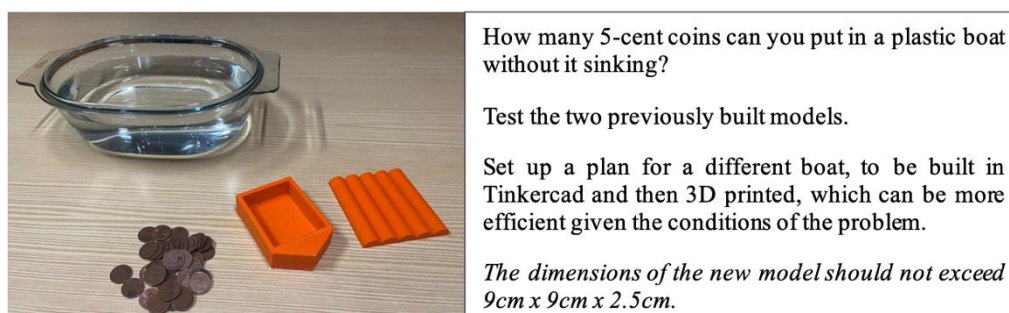 How many 5-cent coins can you put in a plastic boat
without it sinking?
Test the two previously built models.
Set up a plan for a different boat, to be built in
Tinkercad and then 3D printed, which can be more
efficient given the conditions of the problem.
The dimensions of the new model should not exceed
9cm x 9cm x 2.5cm.